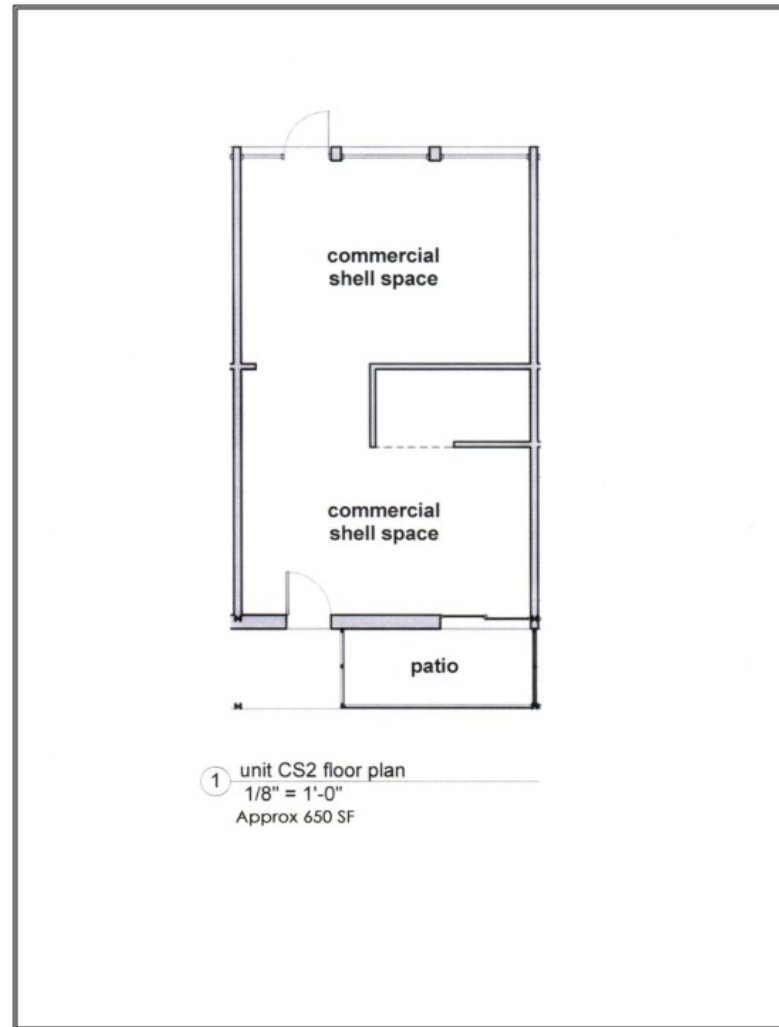 commercial
shell space
commercial
shell space
patio
1
unit CS2 floor plan
1/8" = 1'-0"
Approx 650 SF